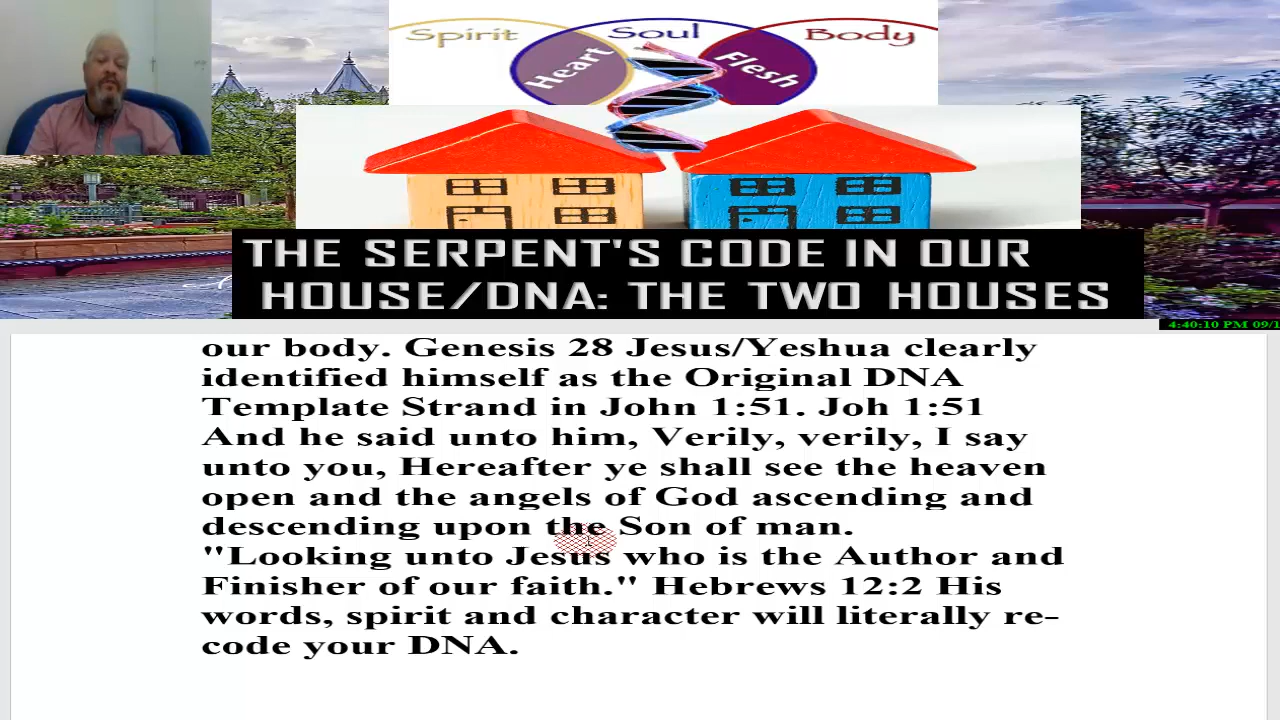 Spirit Soul Body
Heart Flesh
THE SERPENT'S CODE IN OUR
HOUSE/DNA: THE TWO HOUSES
4:40:10 PM 09/1
our body. Genesis 28 Jesus/Yeshua clearly
identified himself as the Original DNA
Template Strand in John 1:51. Joh 1:51
And he said unto him, Verily, verily, I say
unto you, Hereafter ye shall see the heaven
open and the angels of God ascending and
descending upon the Son of man.
"Looking unto Jesus who is the Author and
Finisher of our faith." Hebrews 12:2 His
words, spirit and character will literally re-
code your DNA.